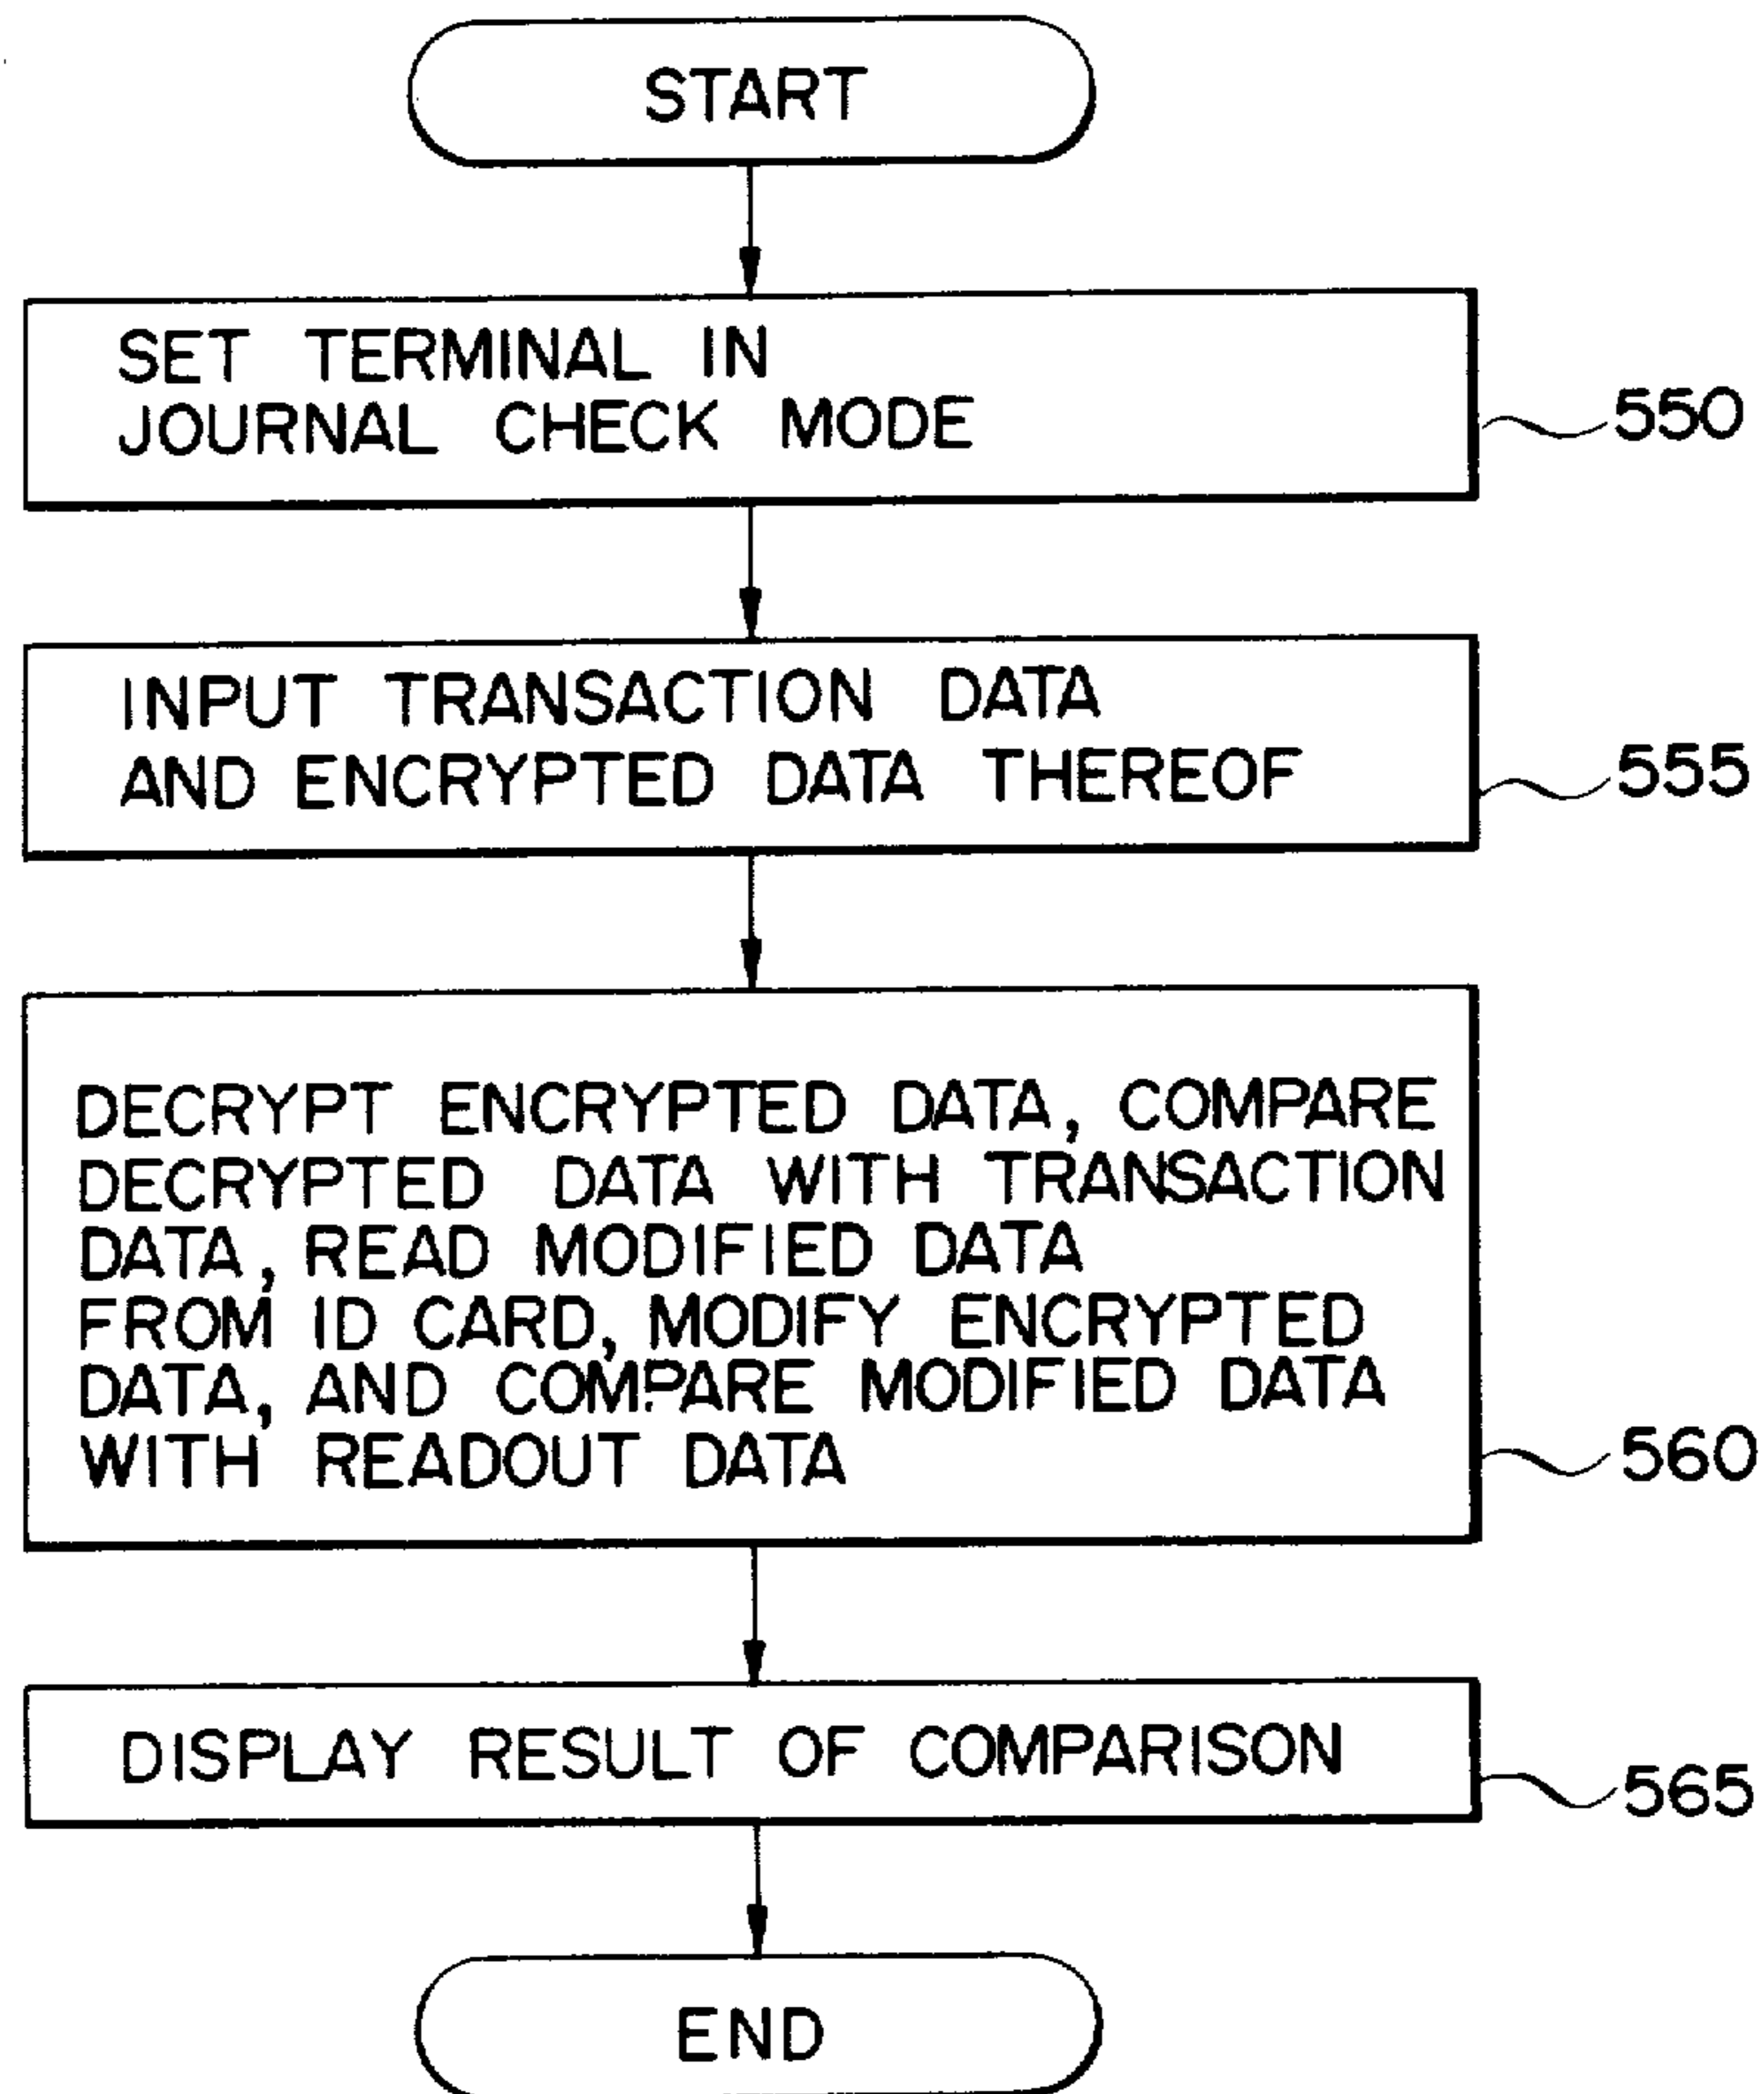 START
SET TERMINAL IN
JOURNAL CHECK MODE
550
INPUT TRANSACTION DATA
AND ENCRYPTED DATA THEREOF
555
DECRYPT ENCRYPTED DATA, COMPARE
DECRYPTED DATA WITH TRANSACTION
DATA, READ MODIFIED DATA
FROM ID CARD, MODIFY ENCRYPTED
DATA, AND COMPARE MODIFIED DATA
WITH READOUT DATA
560
DISPLAY RESULT OF COMPARISON
565
END